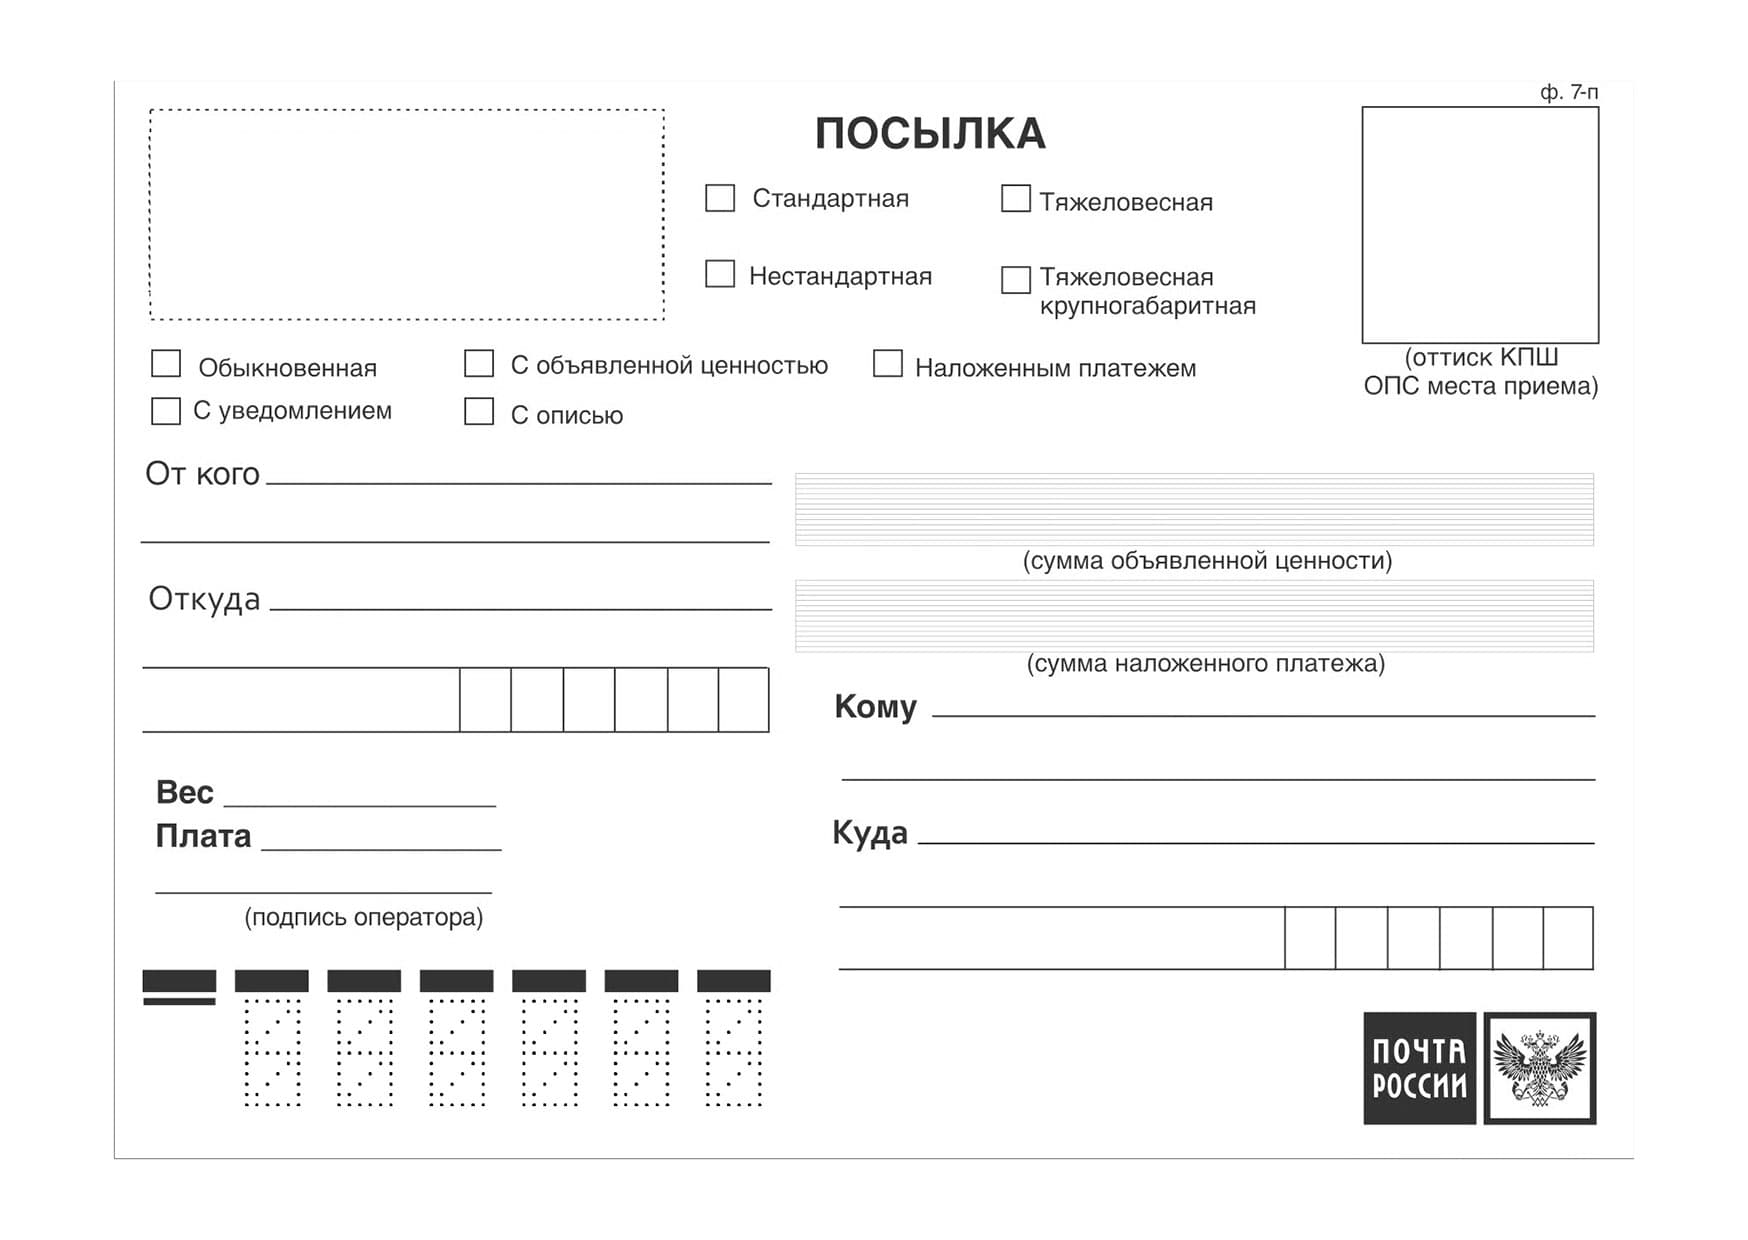 ф. 7-п
ПОСЫЛКА
Стандартная
Тяжеловесная
Нестандартная
Тяжеловесная
крупногабаритная
(оттиск КПШ
ОПС места приема)
Обыкновенная
С объявленной ценностью
Наложенным платежем
С уведомлением
С описью
От кого
(сумма объявленной ценности)
Откуда
(сумма наложенного платежа)
Кому
Вес
Плата
Куда
(подпись оператора)
ПОЧТА
РОССИИ